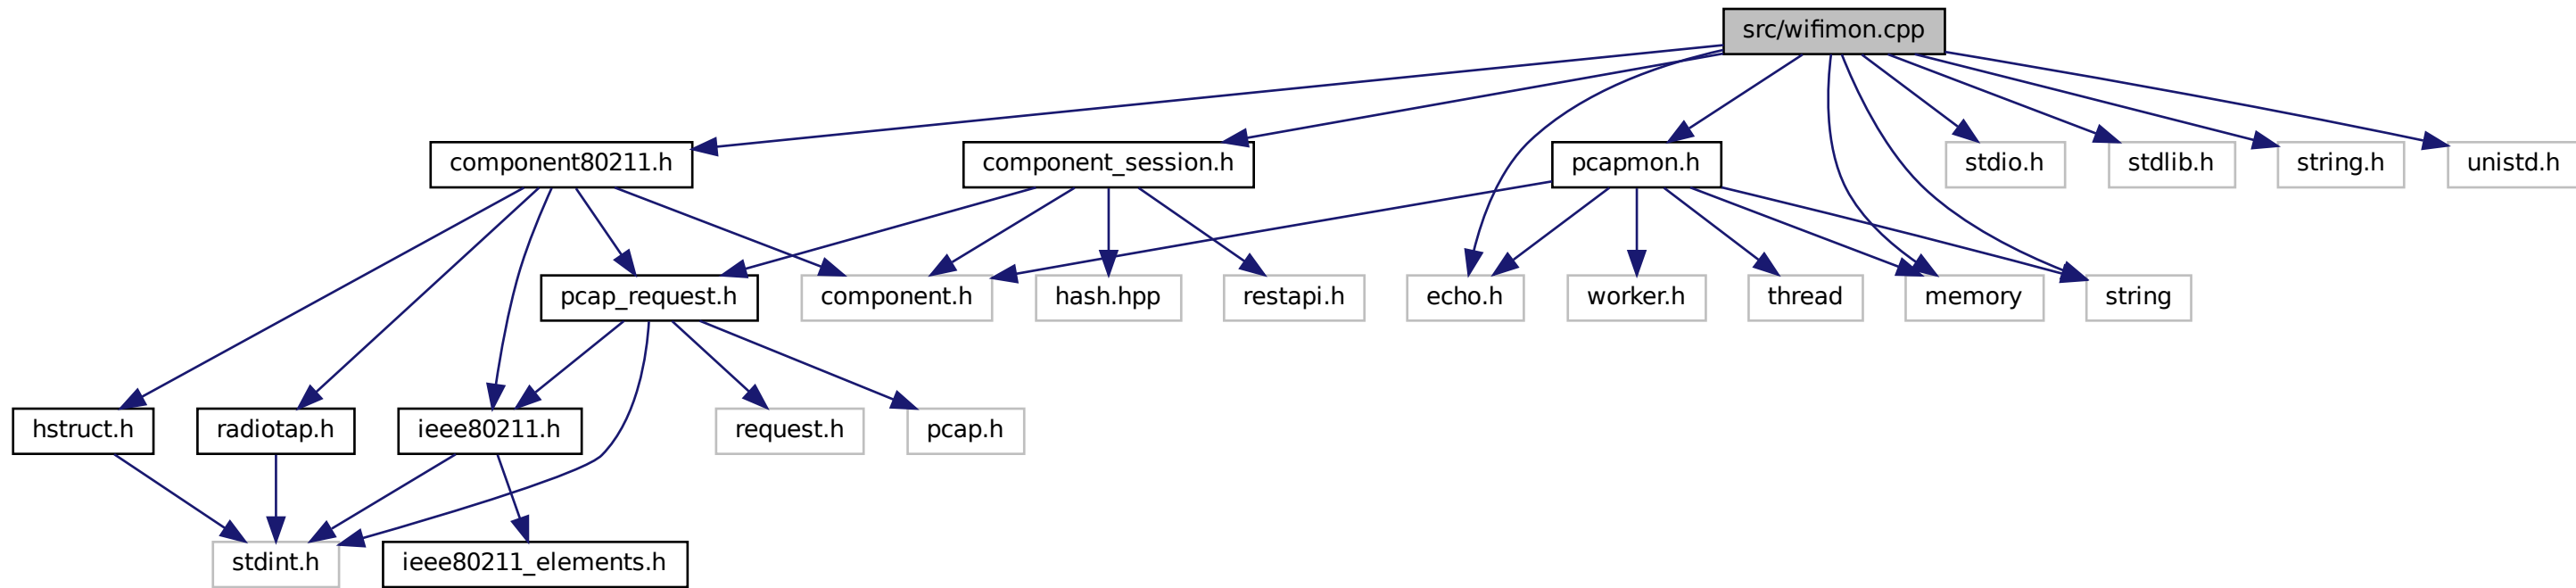 src/wifimon.cpp
component80211.h
component_session.h
pcapmon.h
stdio.h
stdlib.h
string.h
unistd.h
pcap_request.h
component.h
hash.hpp
restapi.h
echo.h
worker.h
thread
memory
string
hstruct.h
radiotap.h
ieee80211.h
request.h
pcap.h
stdint.h
ieee80211_elements.h